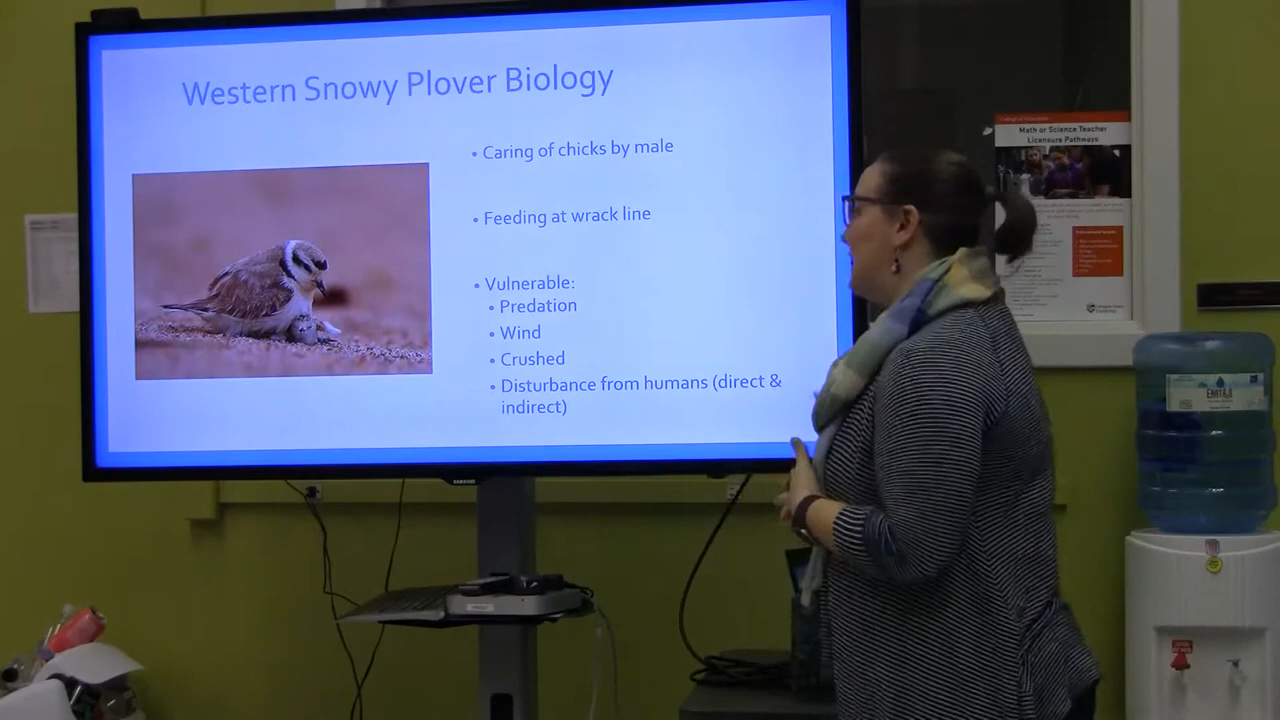 Western Snowy Plover Biology
• Caring of chicks by male
• Feeding at wrack line
• Vulnerable:
• Predation
• Wind
• Crushed
• Disturbance from humans (direct &
indirect)
SAMSUNG
Math or Science Teacher
Licensure Pathways